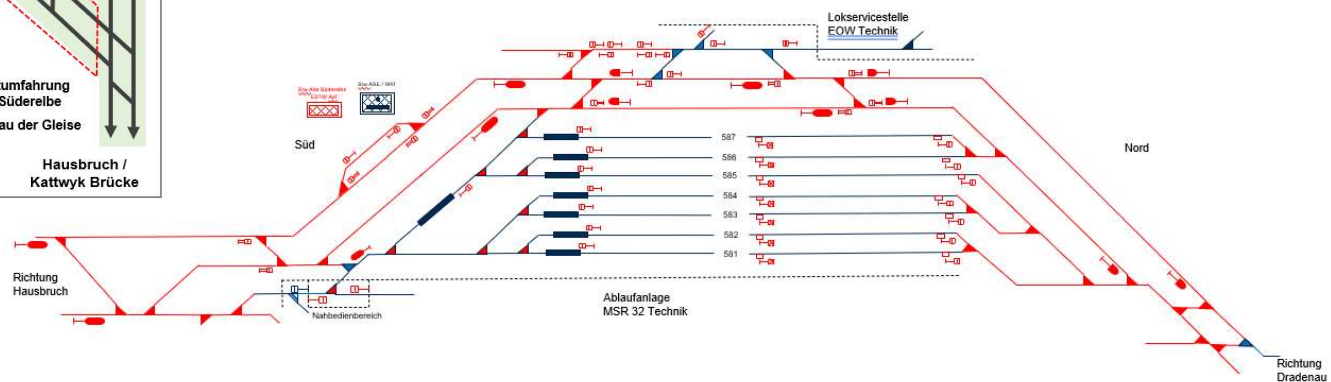 tumfahrung
Süderelbe
au der Gleise
Hausbruch /
Kattwyk Brücke
Süd
Nord
Lokservicestelle
EOW Technik
587
586
585
584
583
582
581
Richtung
Hausbruch
Nahbedienbereich
Ablaufanlage
MSR 32 Technik
Richtung
Dradenau